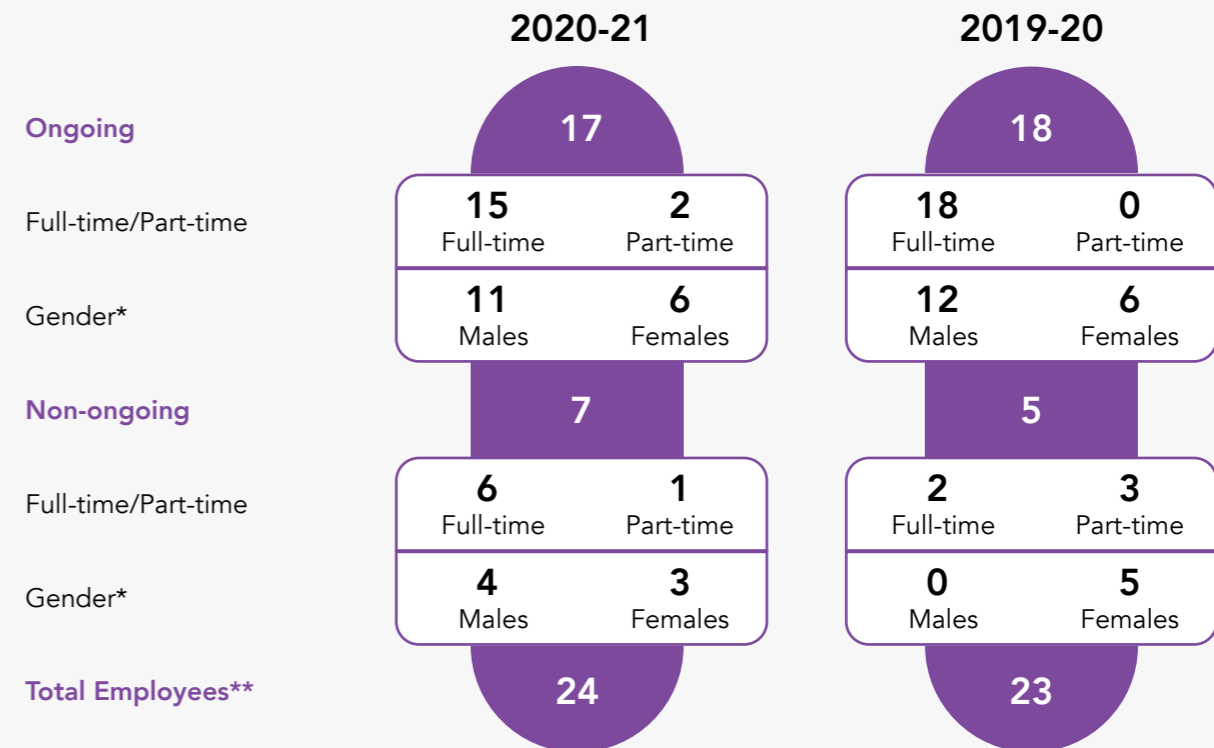 2020-21 2019-20
Ongoing 17 18
Full-time/Part-time 15 2 18 0
Full-time Part-time Full-time Part-time
Gender* 11 6 12 6
Males Females Males Females
Non-ongoing 7 5
Full-time/Part-time 6 1 2 3
Full-time Part-time Full-time Part-time
Gender* 4 3 0 5
Males Females Males Females
Total Employees** 24 23